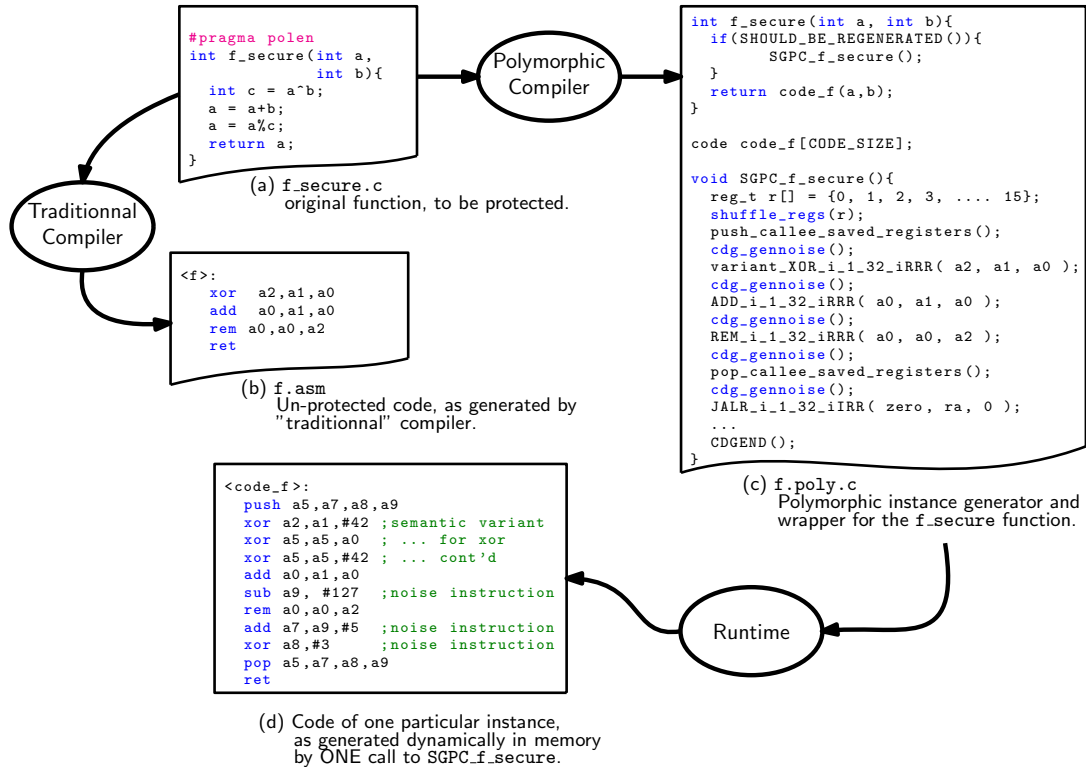 #pragma polen
int f_secure(int a,
int b){
int c = a^b;
a = a+b;
a = a%c;
return a;
}
(a) f_secure.c
original function, to be protected.
Polymorphic
Compiler
Traditionnal
Compiler
<f>:
xor a2,a1,a0
add a0,a1,a0
rem a0,a0,a2
ret
(b) f.asm
Un-protected code, as generated by
"traditionnal" compiler.
int f_secure(int a, int b){
if(SHOULD_BE_REGENERATED()){
SGPC_f_secure();
}
return code_f(a,b);
}
code code_f[CODE_SIZE];
void SGPC_f_secure(){
reg_t r[] = {0, 1, 2, 3, .... 15};
shuffle_regs(r);
push_callee_saved_registers();
cdg_gennoise();
variant_XOR_i_1_32_iRRR( a2, a1, a0 );
cdg_gennoise();
ADD_i_1_32_iRRR( a0, a1, a0 );
cdg_gennoise();
REM_i_1_32_iRRR( a0, a0, a2 );
cdg_gennoise();
pop_callee_saved_registers();
cdg_gennoise();
JALR_i_1_32_iIRR( zero, ra, 0 );
...
CDGEND();
}
(c) f.poly.c
Polymorphic instance generator and
wrapper for the f_secure function.
Runtime
<code_f>:
push a5,a7,a8,a9
xor a2,a1,#42 ;semantic variant
xor a5,a5,a0 ; ... for xor
xor a5,a5,#42 ; ... cont'd
add a0,a1,a0
sub a9, #127 ;noise instruction
rem a0,a0,a2
add a7,a9,#5 ;noise instruction
xor a8,#3 ;noise instruction
pop a5,a7,a8,a9
ret
(d) Code of one particular instance,
as generated dynamically in memory
by ONE call to SGPC_f_secure.